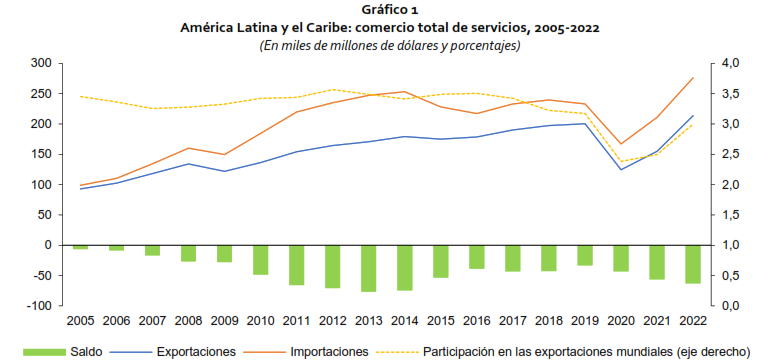 Gráfico 1
América Latina y el Caribe: comercio total de servicios, 2005-2022
(En miles de millones de dólares y porcentajes)
300 4,0
250 3,5
200 3,0
150 2,5
100 2,0
50 1,5
0 1,0
-50 0,5
-100 0,0
2005 2006 2007 2008 2009 2010 2011 2012 2013 2014 2015 2016 2017 2018 2019 2020 2021 2022
Saldo Exportaciones Importaciones Participación en las exportaciones mundiales (eje derecho)